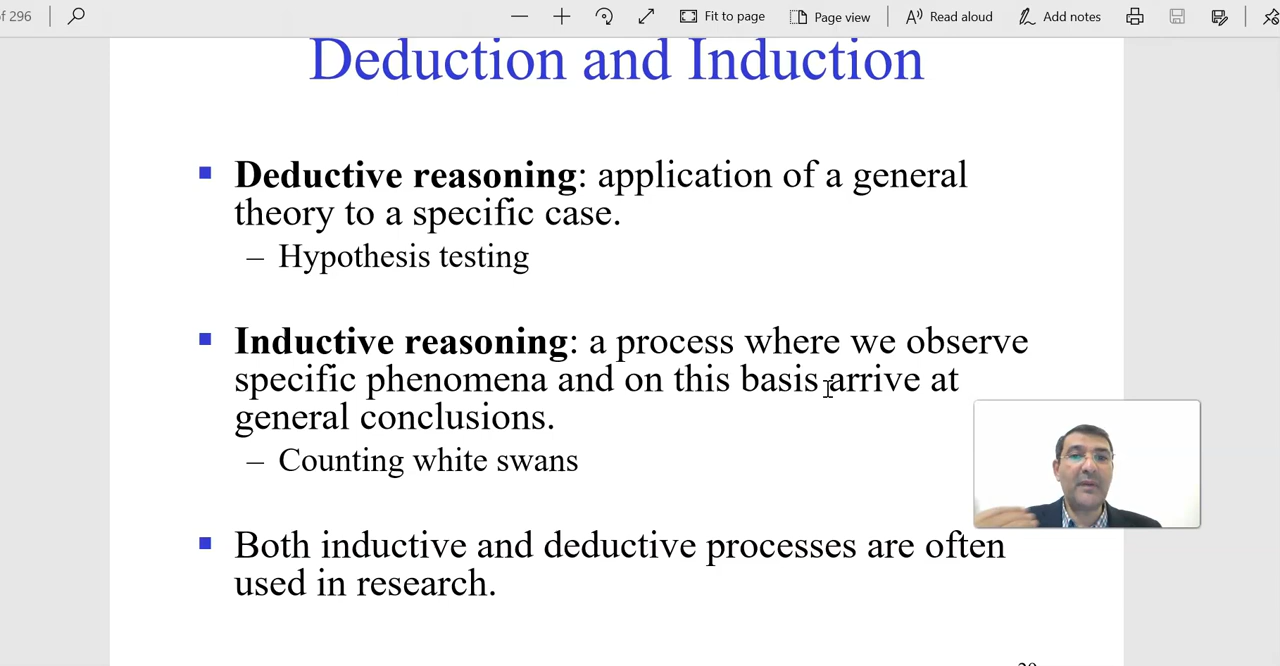 f 296
Fit to page
Page view
Read aloud
Add notes
Deduction and Induction
Deductive reasoning: application of a general
theory to a specific case.
– Hypothesis testing
Inductive reasoning: a process where we observe
specific phenomena and on this basis arrive at
general conclusions.
– Counting white swans
Both inductive and deductive processes are often
used in research.